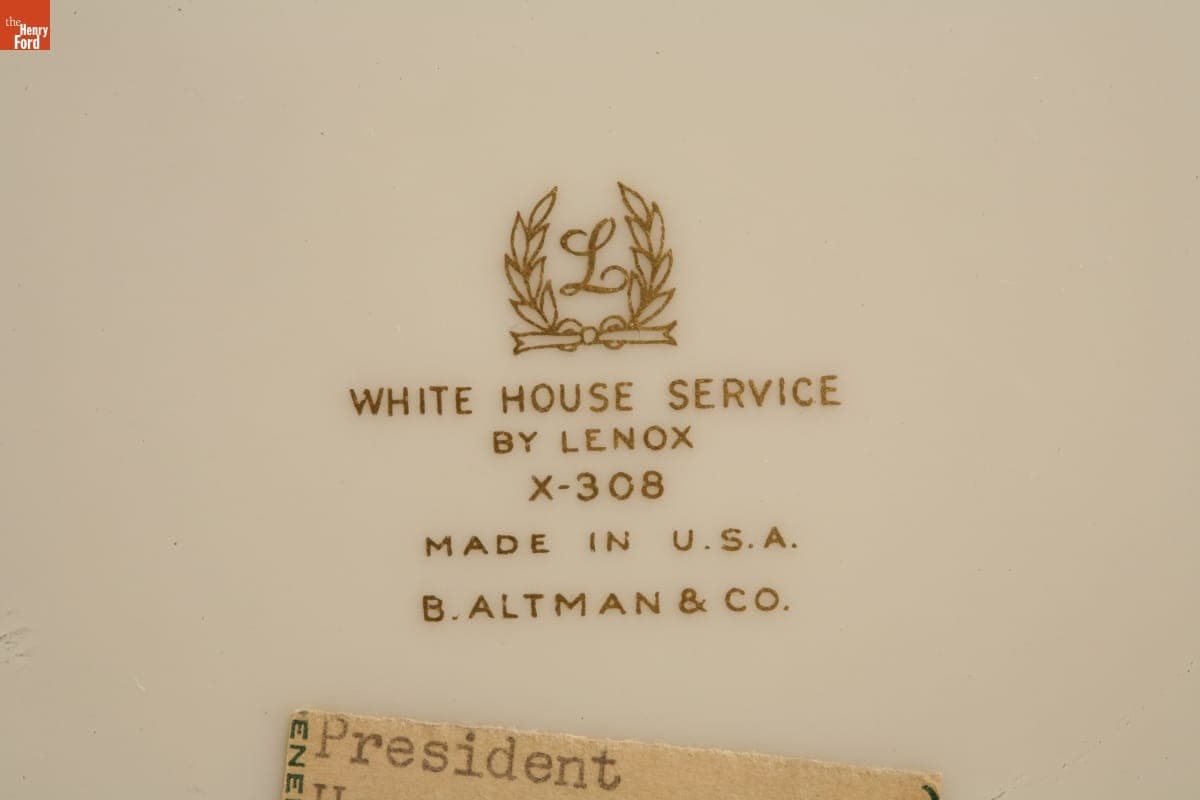 the
Henry
Ford
L
WHITE HOUSE SERVICE
BY LENOX
X-308
MADE IN U.S.A.
B. ALTMAN & CO.
President